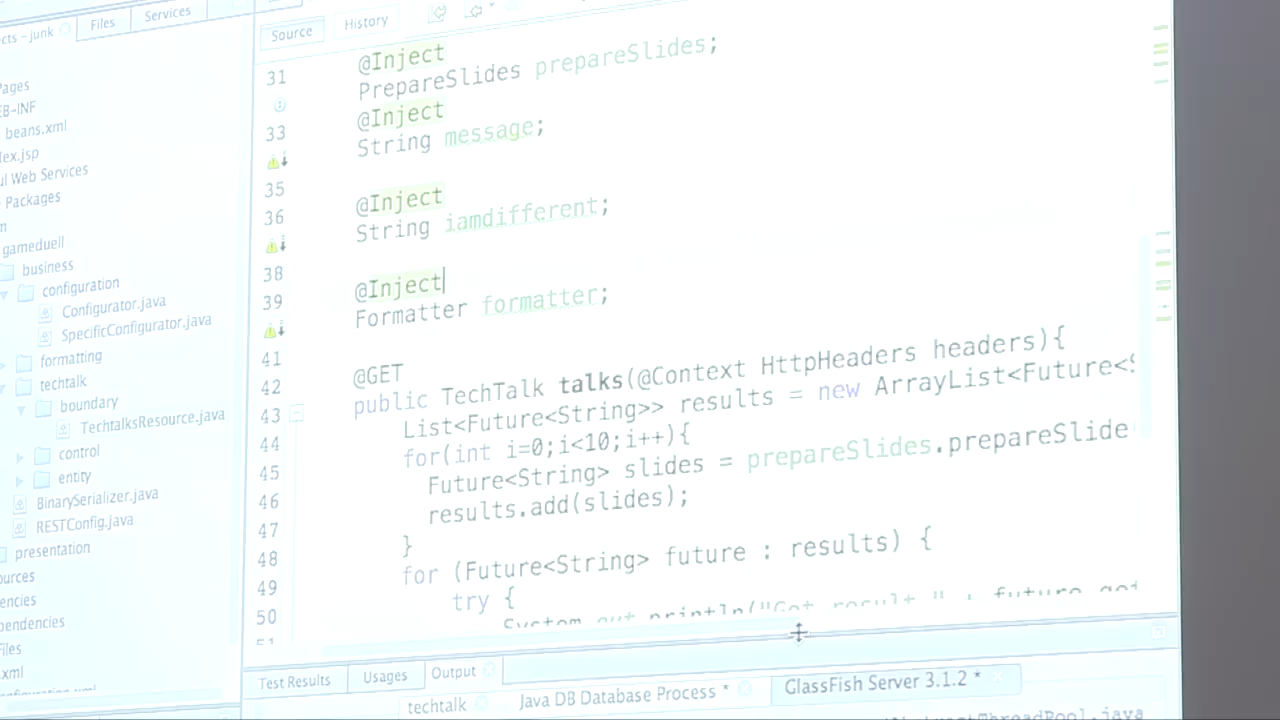 Files
Services
Source
History
beans.xml
Web Services
Packages
gameduell
business
configuration
Configurator.java
SpecificConfigurator.java
formatting
techtalk
boundary
TechtalksResource.java
control
entity
BinarySerializer.java
RESTConfig.java
presentation
31 @Inject
PrepareSlides prepareSlides;
33 @Inject
String message;
35
36 @Inject
String iamdifferent;
38
39 @Inject
Formatter formatter;
41
42 @GET
43 public TechTalk talks(@Context HttpHeaders headers){
44 List<Future<String>> results = new ArrayList<Future<S
45 for(int i=0;i<10;i++){
46 Future<String> slides = prepareSlides.prepareSlide
47 results.add(slides);
48 }
49 for (Future<String> future : results) {
50 try {
Test Results
Usages
Output
techtalk
Java DB Database Process *
GlassFish Server 3.1.2 *